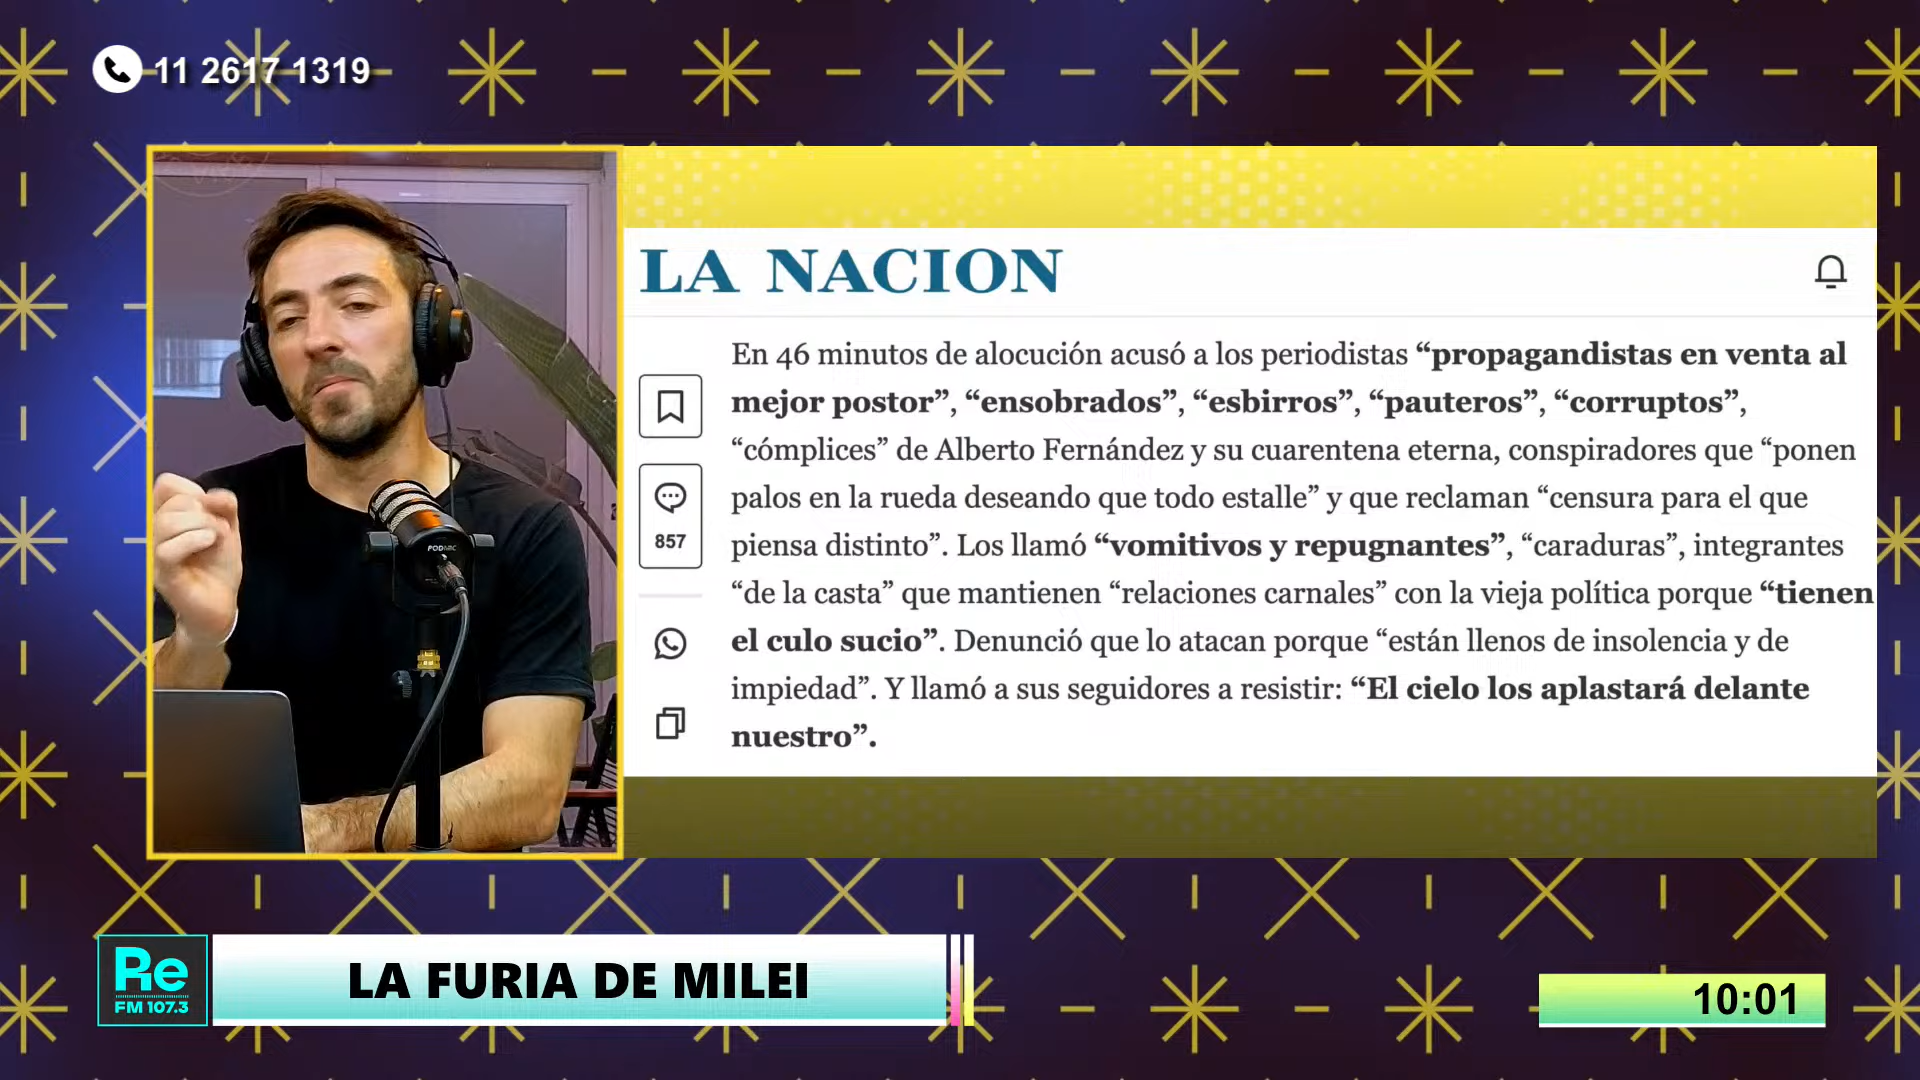 11 2617 1319
LA NACION
En 46 minutos de alocución acusó a los periodistas “propagandistas en venta al
mejor postor”, “ensobrados”, “esbirros”, “pauteros”, “corruptos”,
“cómplices” de Alberto Fernández y su cuarentena eterna, conspiradores que “ponen
palos en la rueda deseando que todo estalle” y que reclaman “censura para el que
piensa distinto”. Los llamó “vomitivos y repugnantes”, “caraduras”, integrantes
“de la casta” que mantienen “relaciones carnales” con la vieja política porque “tienen
el culo sucio”. Denunció que lo atacan porque “están llenos de insolencia y de
impiedad”. Y llamó a sus seguidores a resistir: “El cielo los aplastará delante
nuestro”.
857
Re
FM 107.3
LA FURIA DE MILEI
10:01